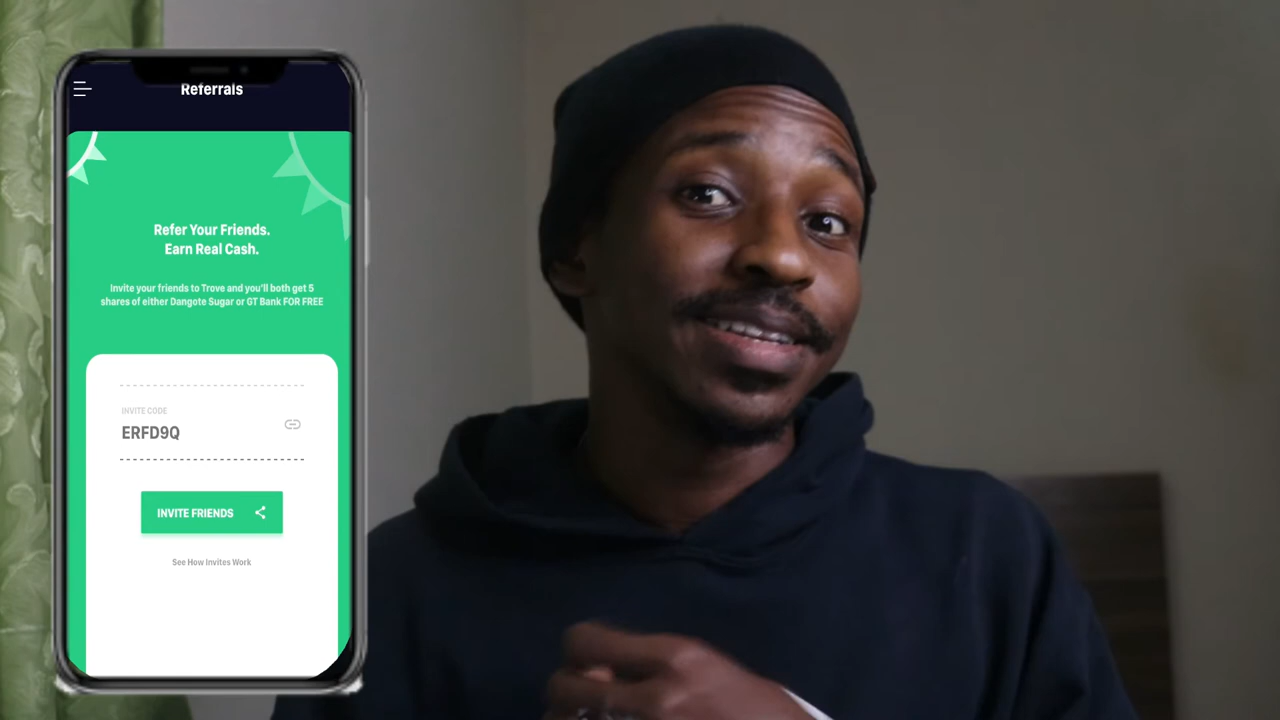 Referrals
Refer Your Friends.
Earn Real Cash.
Invite your friends to Trove and you'll both get 5
shares of either Dangote Sugar or GT Bank FOR FREE
INVITE CODE
ERFD9Q
INVITE FRIENDS
See How Invites Work